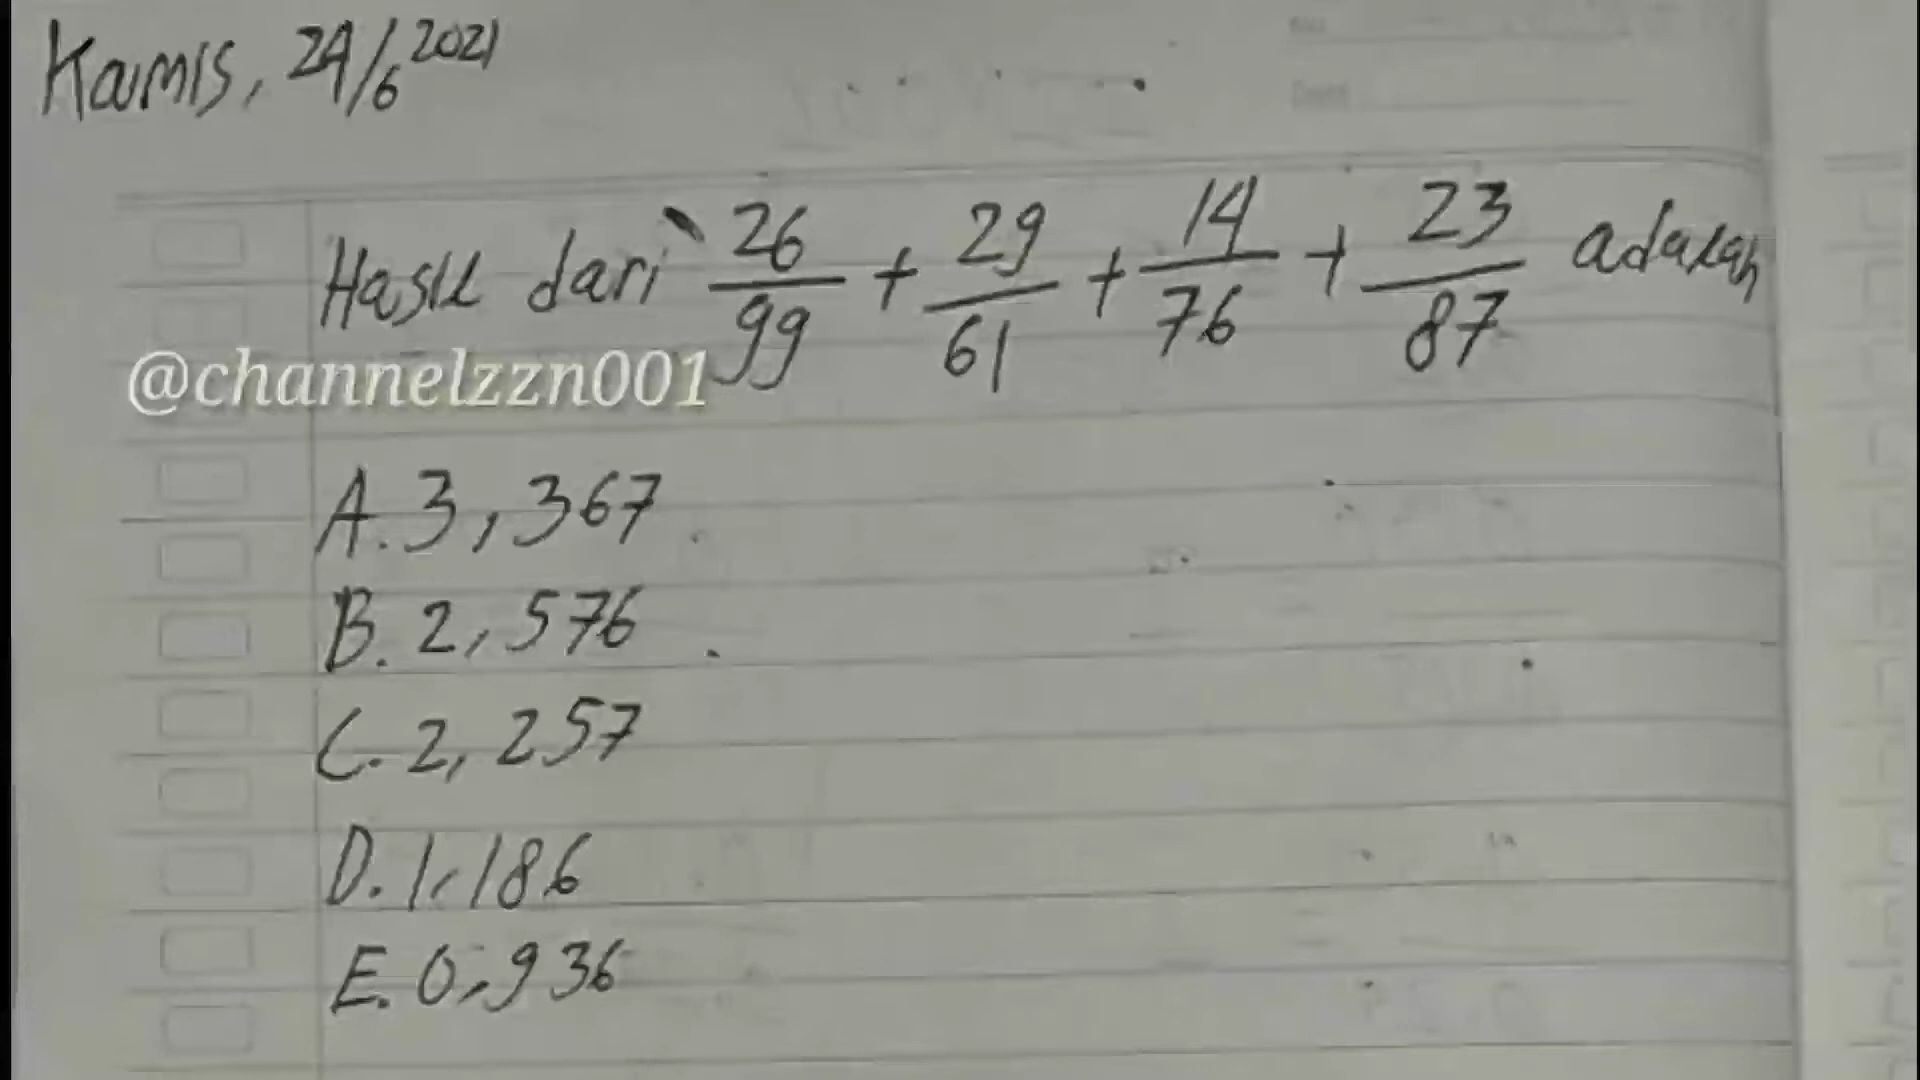 Kamis, 24/6 2021
Hasil dari 26/99 + 29/61 + 14/76 + 23/87 adalah
@channelzzn001
A. 3,367
B. 2,576
C. 2,257
D. 1,186
E. 0,936